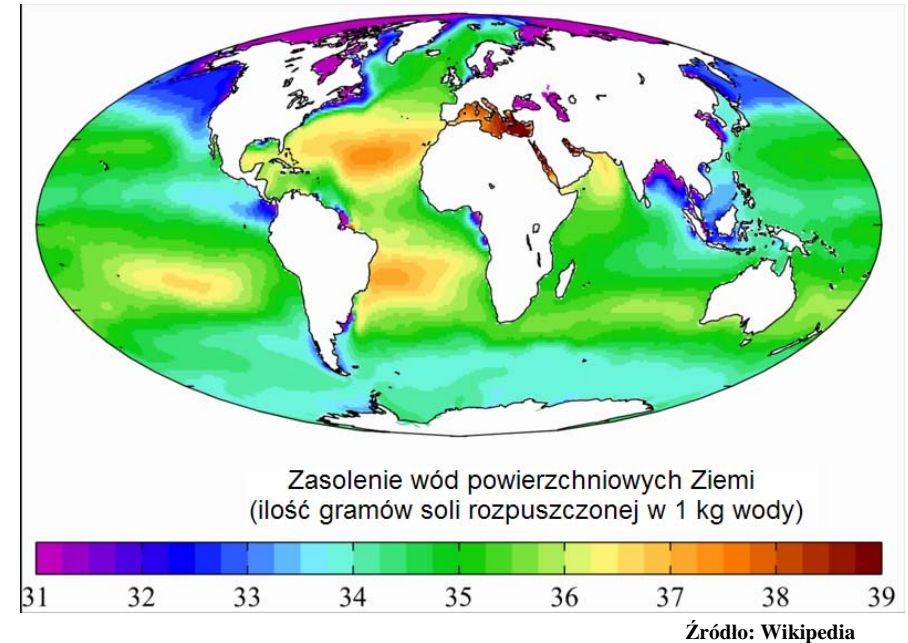 Zasolenie wód powierzchniowych Ziemi
(ilość gramów soli rozpuszczonej w 1 kg wody)
31 32 33 34 35 36 37 38 39
Źródło: Wikipedia